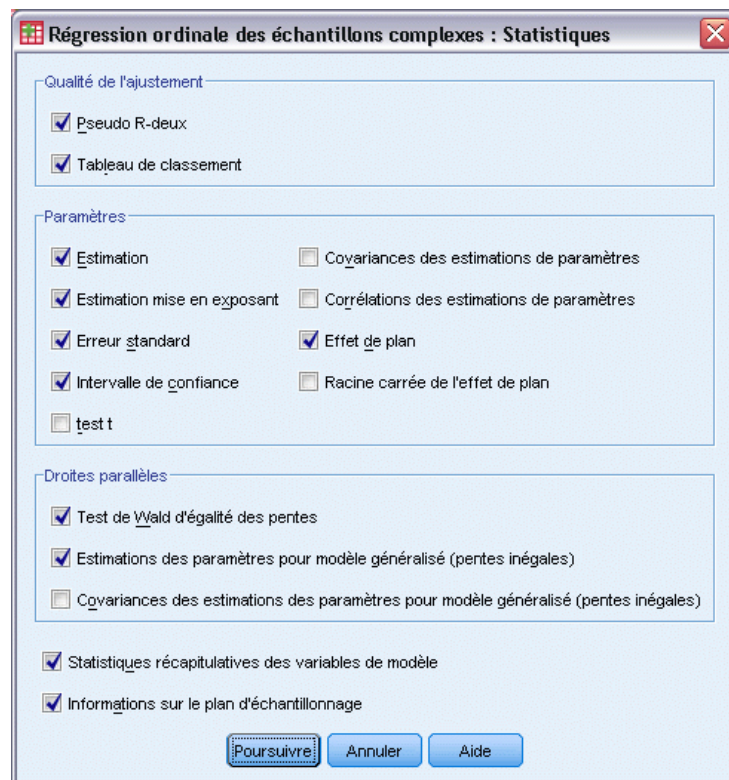 Régression ordinale des échantillons complexes : Statistiques
Qualité de l'ajustement
Pseudo R-deux
Tableau de classement
Paramètres
Estimation
Covariances des estimations de paramètres
Estimation mise en exposant
Corrélations des estimations de paramètres
Erreur standard
Effet de plan
Intervalle de confiance
Racine carrée de l'effet de plan
test t
Droites parallèles
Test de Wald d'égalité des pentes
Estimations des paramètres pour modèle généralisé (pentes inégales)
Covariances des estimations des paramètres pour modèle généralisé (pentes inégales)
Statistiques récapitulatives des variables de modèle
Informations sur le plan d'échantillonnage
Poursuivre
Annuler
Aide